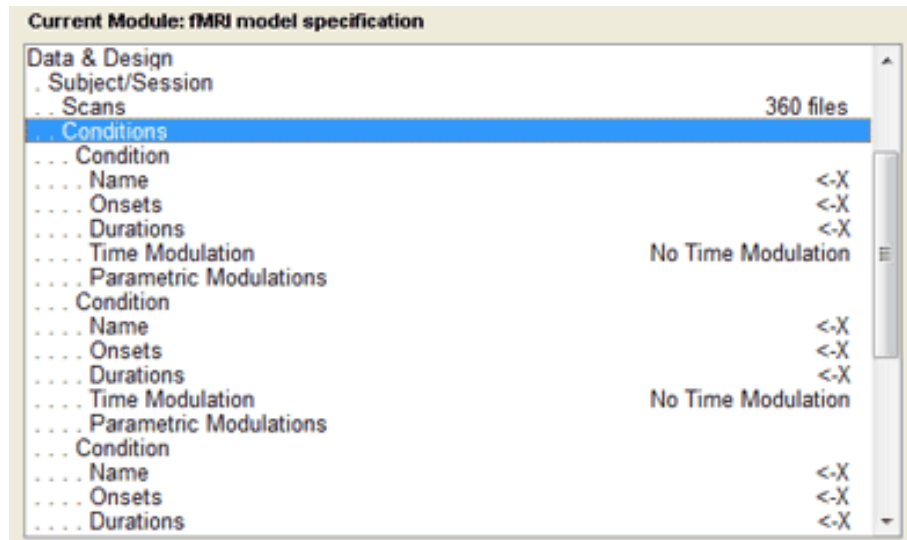 Current Module: fMRI model specification
Data & Design
. Subject/Session
. . Scans 360 files
. . Conditions
. . . Condition
. . . . Name <-X
. . . . Onsets <-X
. . . . Durations <-X
. . . . Time Modulation No Time Modulation
. . . . Parametric Modulations
. . . Condition
. . . . Name <-X
. . . . Onsets <-X
. . . . Durations <-X
. . . . Time Modulation No Time Modulation
. . . . Parametric Modulations
. . . Condition
. . . . Name <-X
. . . . Onsets <-X
. . . . Durations <-X